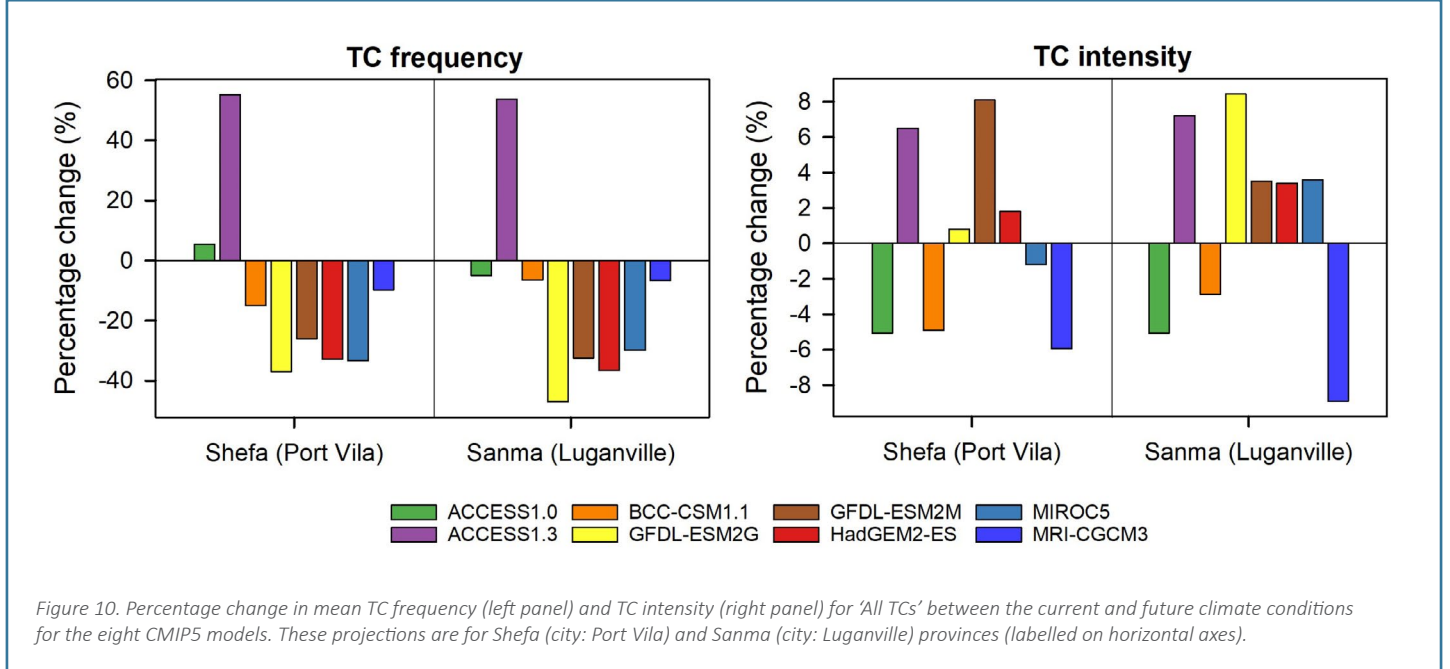 TC frequency
Percentage change (%)
60
40
20
0
-20
-40
Shefa (Port Vila)
Sanma (Luganville)
TC intensity
Percentage change (%)
8
6
4
2
0
-2
-4
-6
-8
Shefa (Port Vila)
Sanma (Luganville)
ACCESS1.0
BCC-CSM1.1
GFDL-ESM2M
MIROC5
ACCESS1.3
GFDL-ESM2G
HadGEM2-ES
MRI-CGCM3
Figure 10. Percentage change in mean TC frequency (left panel) and TC intensity (right panel) for ‘All TCs’ between the current and future climate conditions
for the eight CMIP5 models. These projections are for Shefa (city: Port Vila) and Sanma (city: Luganville) provinces (labelled on horizontal axes).